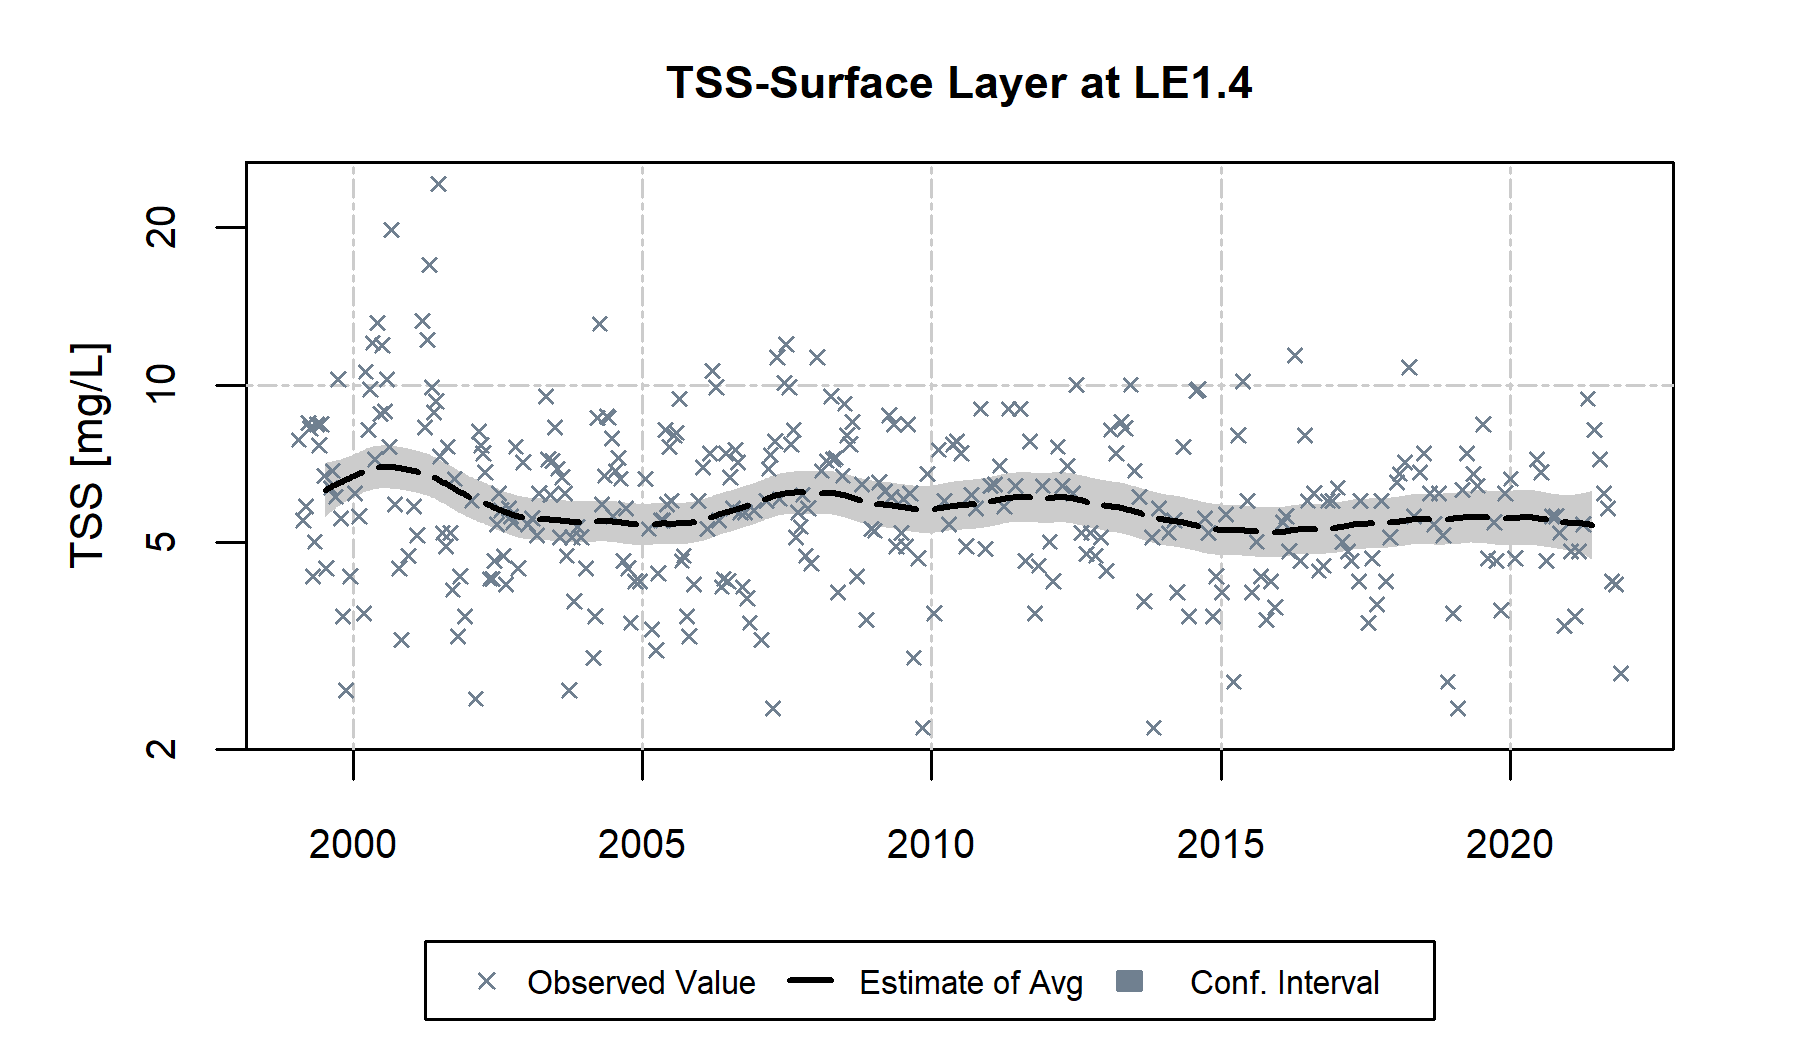 TSS-Surface Layer at LE1.4
TSS [mg/L]
20
10
5
2
2000 2005 2010 2015 2020
Observed Value Estimate of Avg Conf. Interval